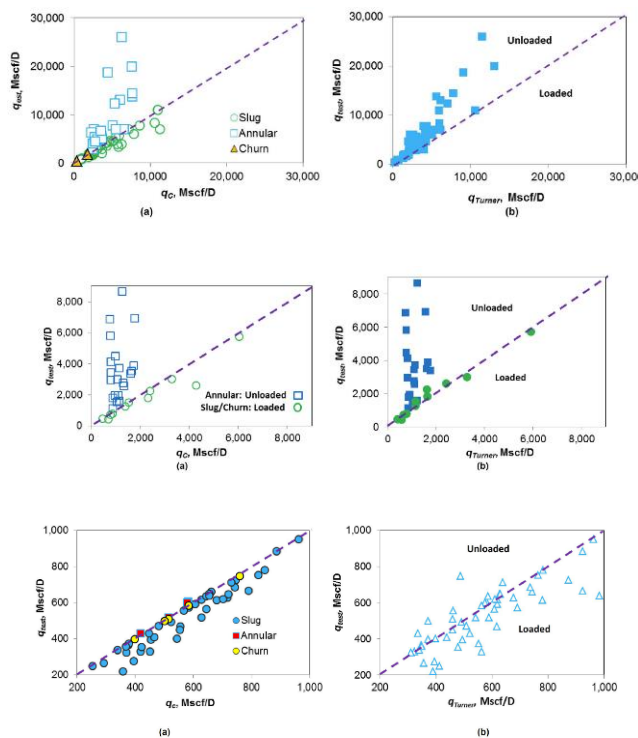 30,000
20,000
10,000
0
q_test, Mscf/D
Slug
Annular
Churn
0 10,000 20,000 30,000
q_C, Mscf/D
(a)
30,000
20,000
10,000
0
q_test, Mscf/D
Unloaded
Loaded
0 10,000 20,000 30,000
q_Turner, Mscf/D
(b)
8,000
6,000
4,000
2,000
0
q_test, Mscf/D
Annular: Unloaded
Slug/Churn: Loaded
0 2,000 4,000 6,000 8,000
q_C, Mscf/D
(a)
8,000
6,000
4,000
2,000
0
q_test, Mscf/D
Unloaded
Loaded
0 2,000 4,000 6,000 8,000
q_Turner, Mscf/D
(b)
1,000
800
600
400
200
q_test, Mscf/D
Slug
Annular
Churn
200 400 600 800 1,000
q_c, Mscf/D
(a)
1,000
800
600
400
200
q_test, Mscf/D
Unloaded
Loaded
200 400 600 800 1,000
q_Turner, Mscf/D
(b)